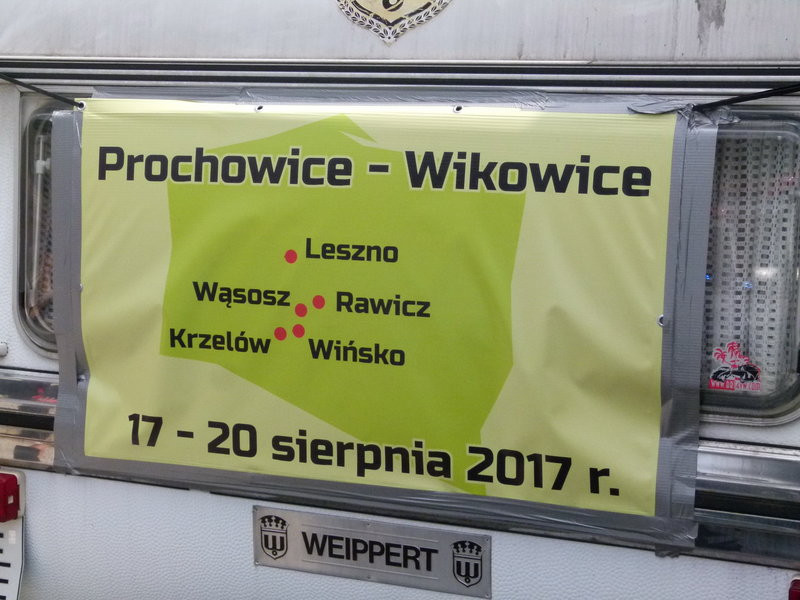 Prochowice - Wikowice
Leszno
Wąsosz
Rawicz
Krzelów
Wińsko
17 - 20 sierpnia 2017 r.
WEIPPERT